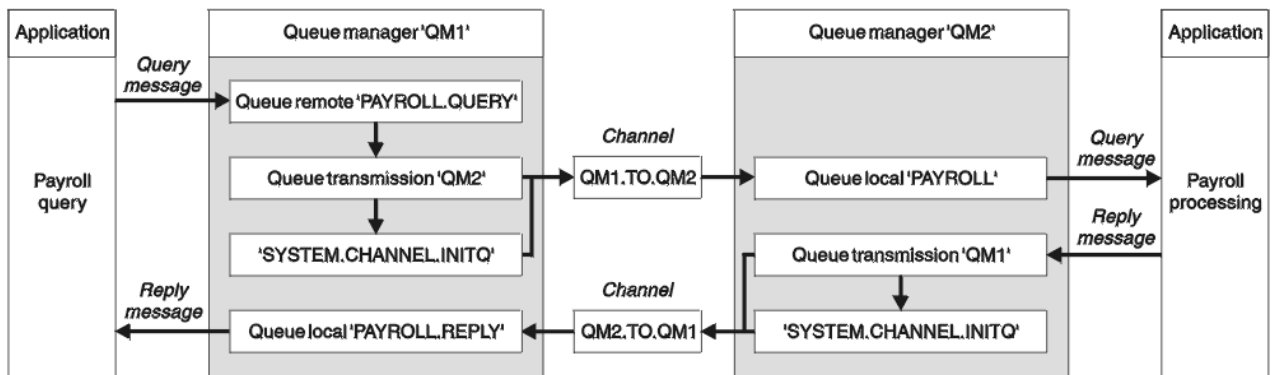 Application
Queue manager 'QM1'
Queue manager 'QM2'
Application
Query
message
Queue remote 'PAYROLL.QUERY'
Channel
Query
message
Payroll
query
Queue transmission 'QM2'
QM1.TO.QM2
Queue local 'PAYROLL'
Payroll
processing
Reply
message
'SYSTEM.CHANNEL.INITQ'
Queue transmission 'QM1'
Reply
message
Channel
Queue local 'PAYROLL.REPLY'
QM2.TO.QM1
'SYSTEM.CHANNEL.INITQ'